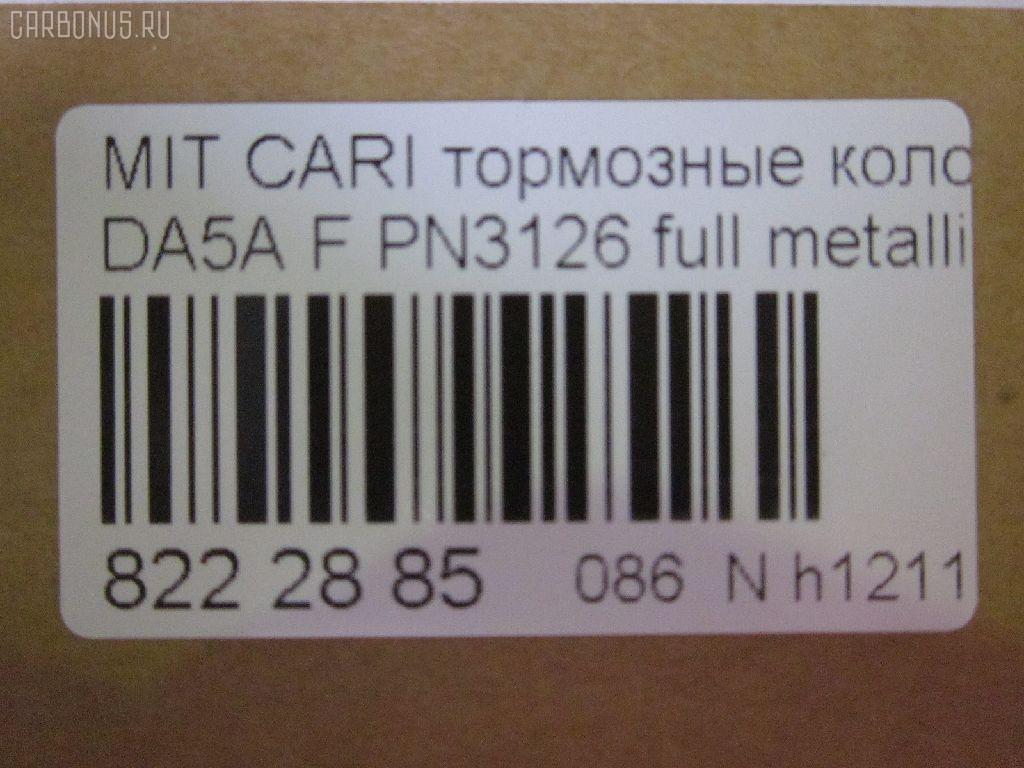 CARBONUS.RU
MIT CARI тормозные коло
DA5A F PN3126 full metalli
822 28 85 086 N h1211